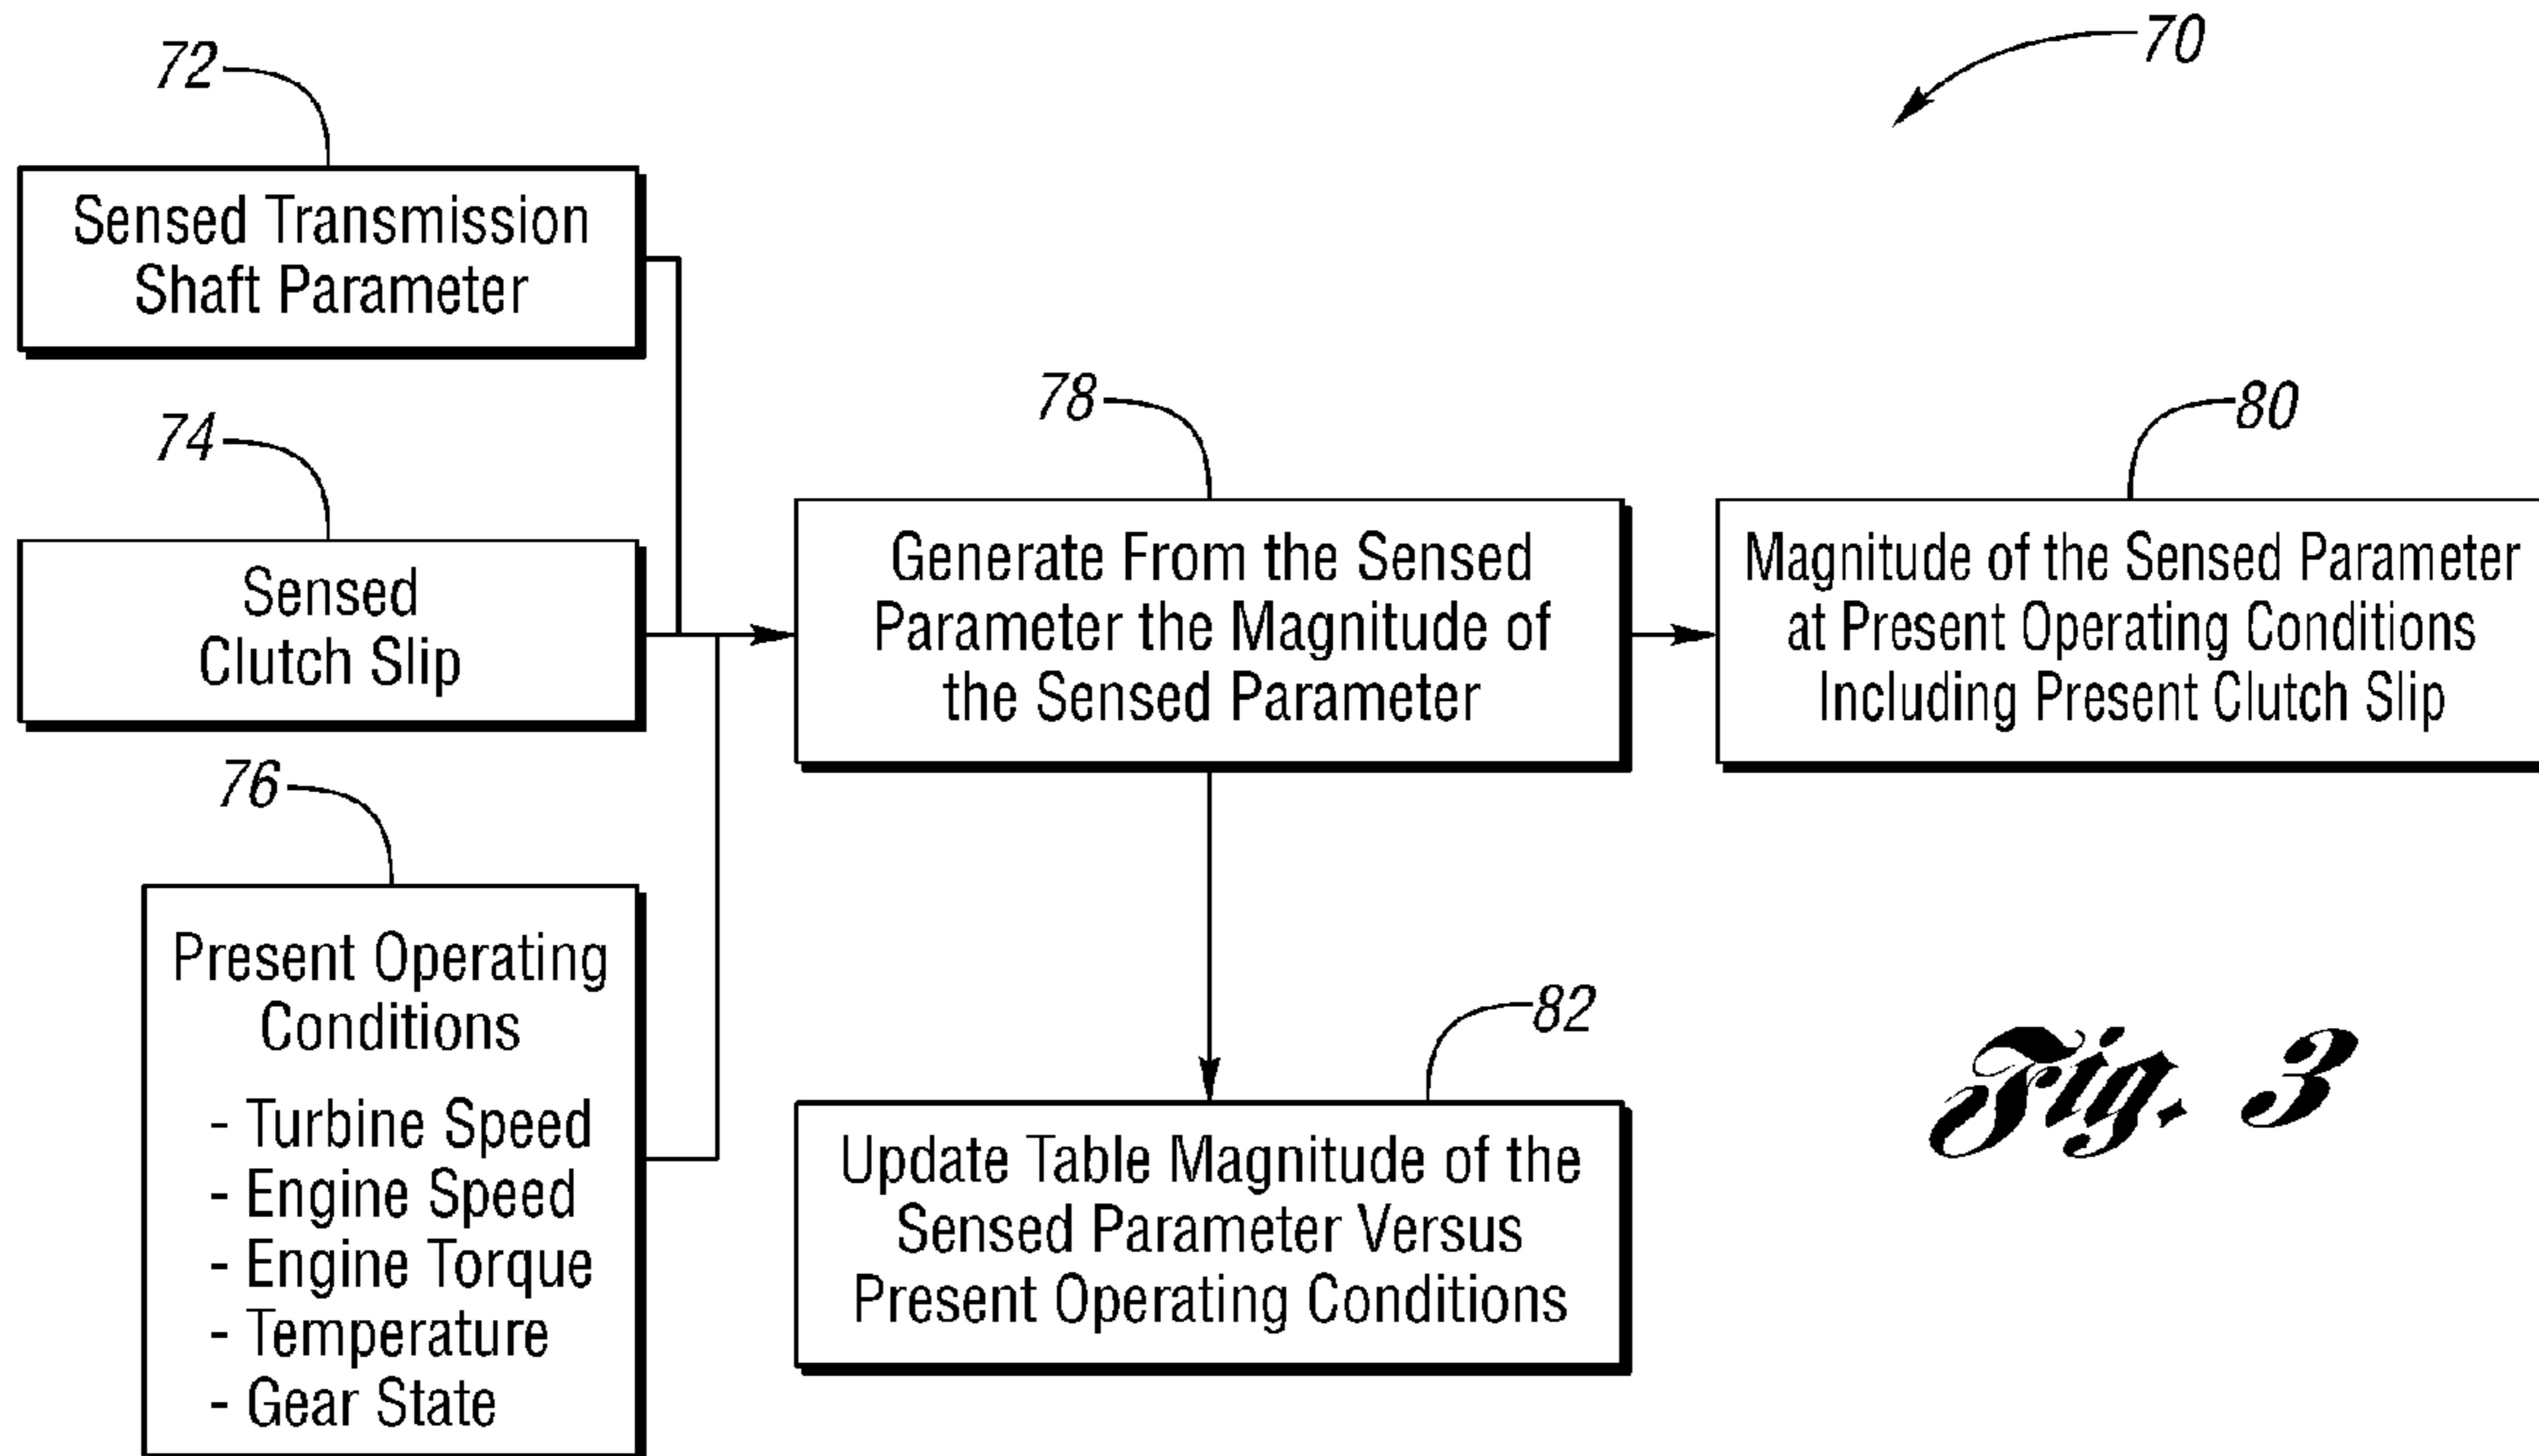 70
72
Sensed Transmission
Shaft Parameter
74
Sensed
Clutch Slip
76
Present Operating
Conditions
- Turbine Speed
- Engine Speed
- Engine Torque
- Temperature
- Gear State
78
Generate From the Sensed
Parameter the Magnitude of
the Sensed Parameter
80
Magnitude of the Sensed Parameter
at Present Operating Conditions
Including Present Clutch Slip
82
Update Table Magnitude of the
Sensed Parameter Versus
Present Operating Conditions
Fig. 3